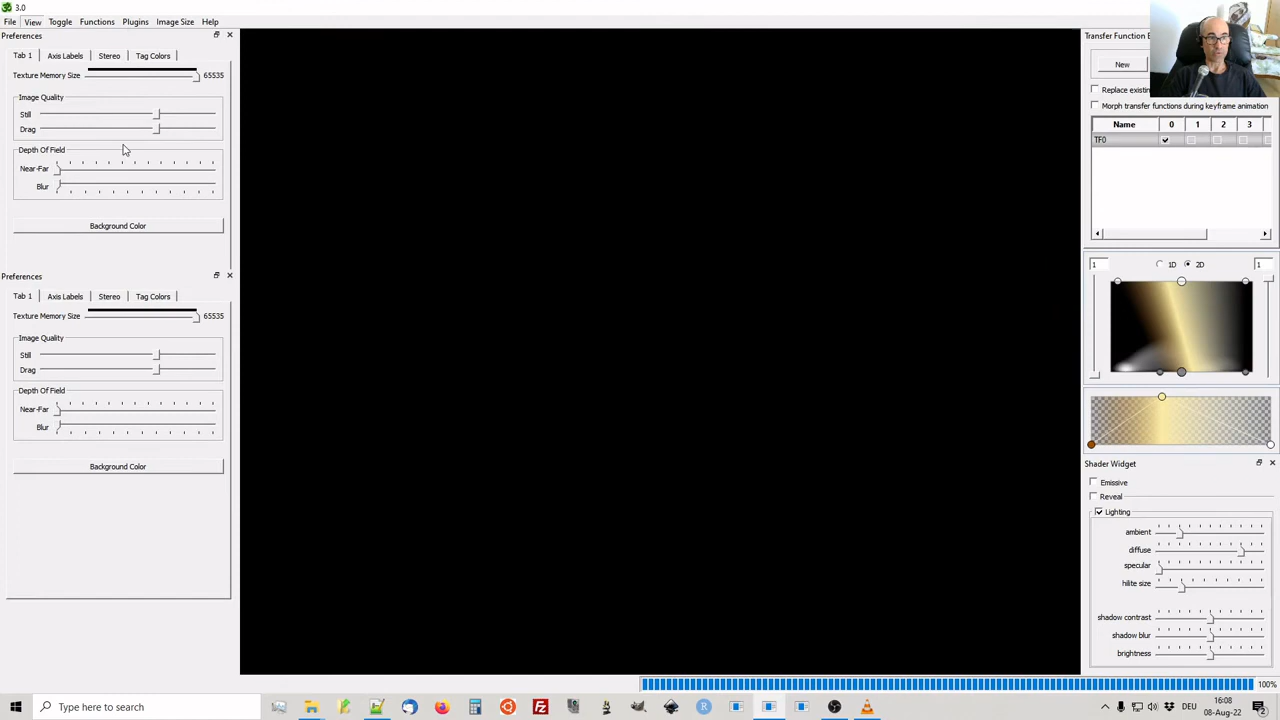 3.0
File View Toggle Functions Plugins Image Size Help
Preferences
Tab 1 Axis Labels Stereo Tag Colors
Texture Memory Size 65535
Image Quality
Still
Drag
Depth Of Field
Near-Far
Blur
Background Color
Preferences
Tab 1 Axis Labels Stereo Tag Colors
Texture Memory Size 65535
Image Quality
Still
Drag
Depth Of Field
Near-Far
Blur
Background Color
Transfer Function
New
Replace
Morph transfer functions during keyframe animation
Name 0 1 2 3
TF0
1 1D 2D 1
Shader Widget
Emissive
Reveal
Lighting
ambient
diffuse
specular
hilite size
shadow contrast
shadow blur
brightness
100%
Type here to search
R
DEU
16:08
08-Aug-22
2